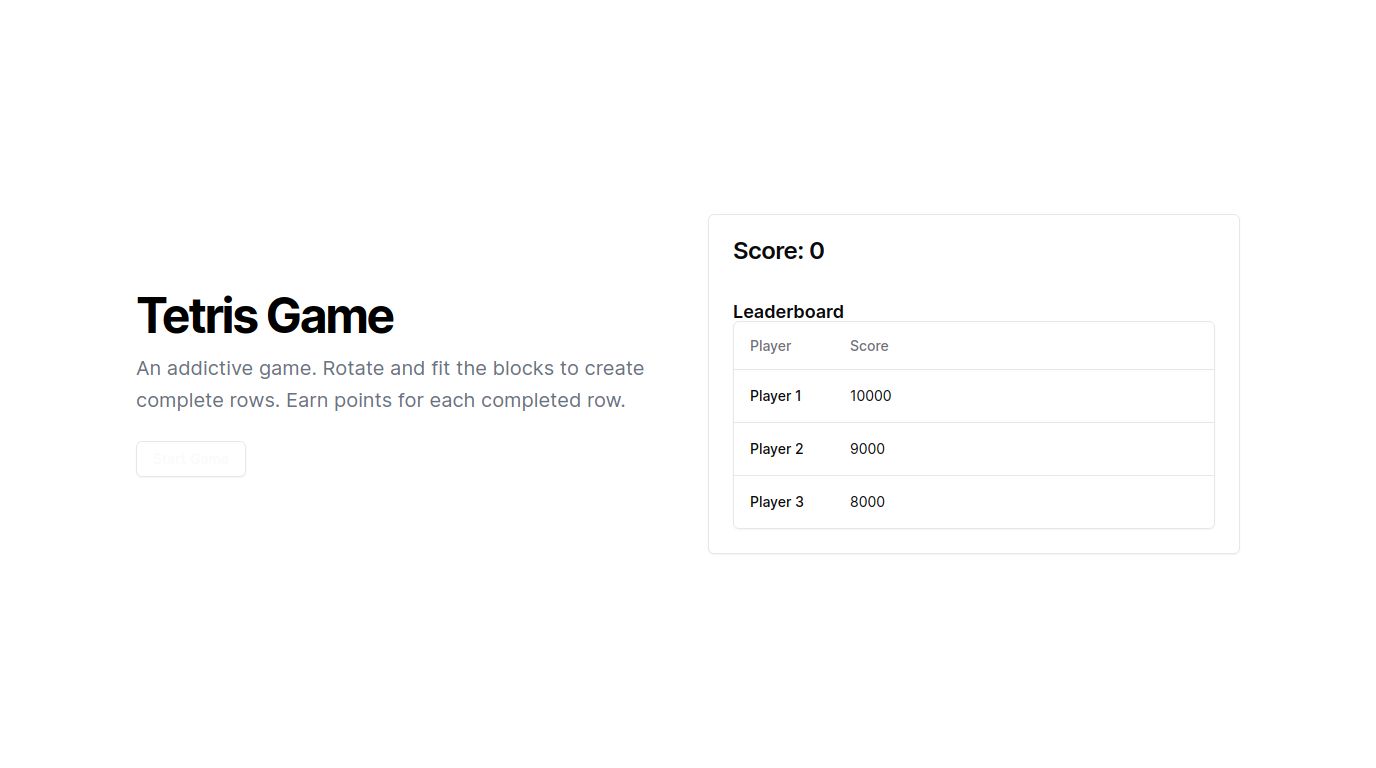 Tetris Game
An addictive game. Rotate and fit the blocks to create
complete rows. Earn points for each completed row.
Start Game
Score: 0
Leaderboard
Player Score
Player 1 10000
Player 2 9000
Player 3 8000